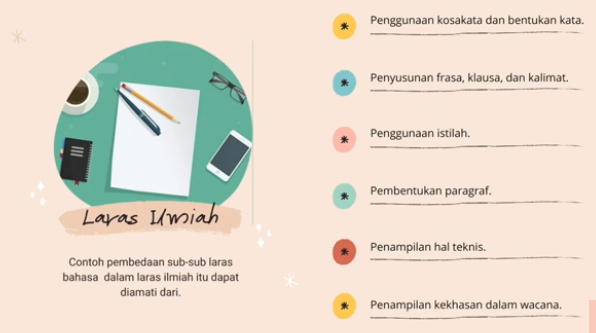 Laras Ilmiah
Contoh pembedaan sub-sub laras
bahasa dalam laras ilmiah itu dapat
diamati dari.
Penggunaan kosakata dan bentukan kata.
Penyusunan frasa, klausa, dan kalimat.
Penggunaan istilah.
Pembentukan paragraf.
Penampilan hal teknis.
Penampilan kekhasan dalam wacana.